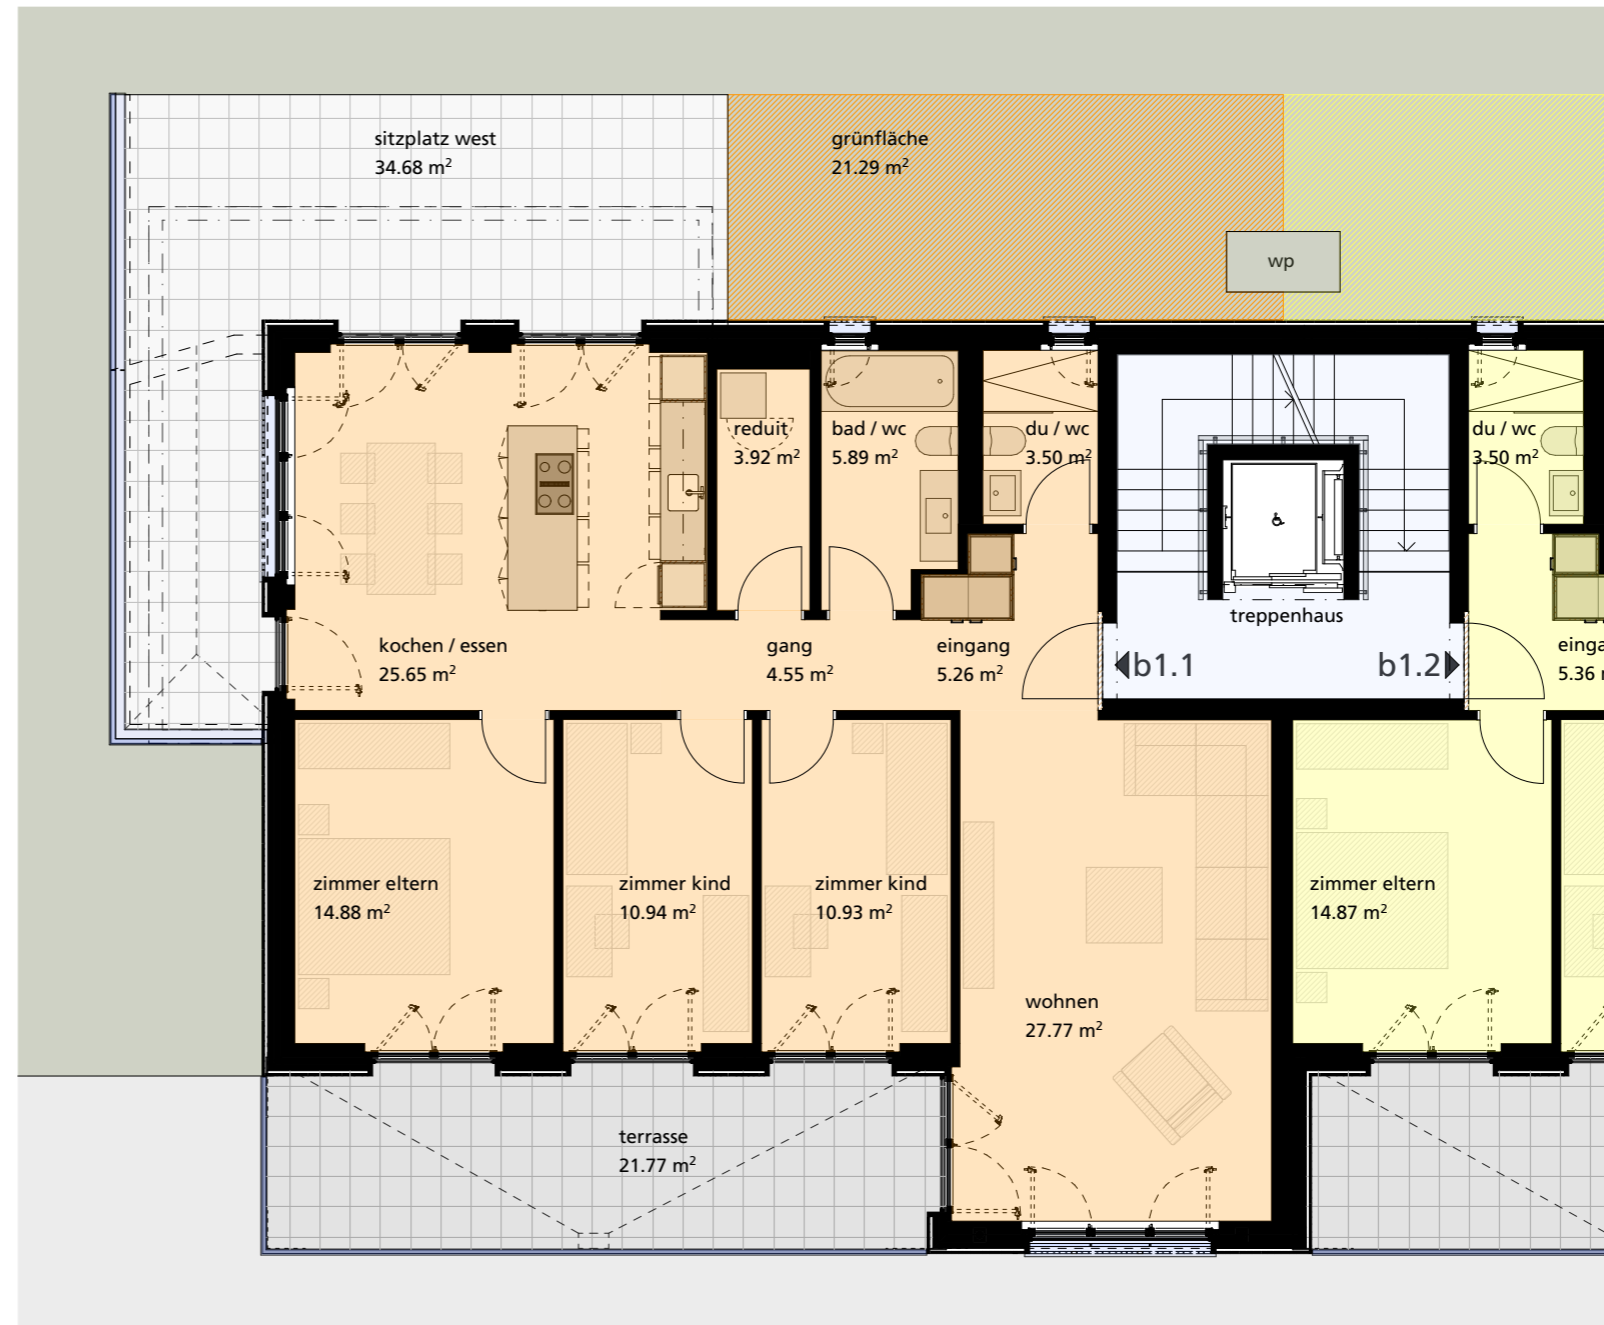 sitzplatz west
34.68 m²
grünfläche
21.29 m²
wp
reduit
3.92 m²
bad / wc
5.89 m²
du / wc
3.50 m²
du / wc
3.50 m²
treppenhaus
kochen / essen
25.65 m²
gang
4.55 m²
eingang
5.26 m²
b1.1
b1.2
einga
5.36 m
zimmer eltern
14.88 m²
zimmer kind
10.94 m²
zimmer kind
10.93 m²
zimmer eltern
14.87 m²
wohnen
27.77 m²
terrasse
21.77 m²